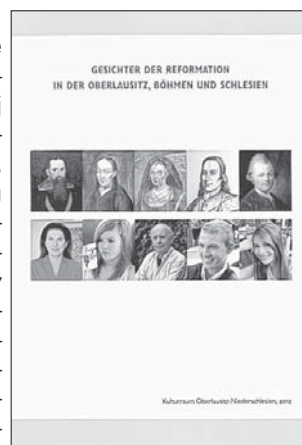 GESICHTER DER REFORMATION
IN DER OBERLAUSITZ, BÖHMEN UND SCHLESIEN
Kulturraum Oberlausitz-Niederschlesien, 2012